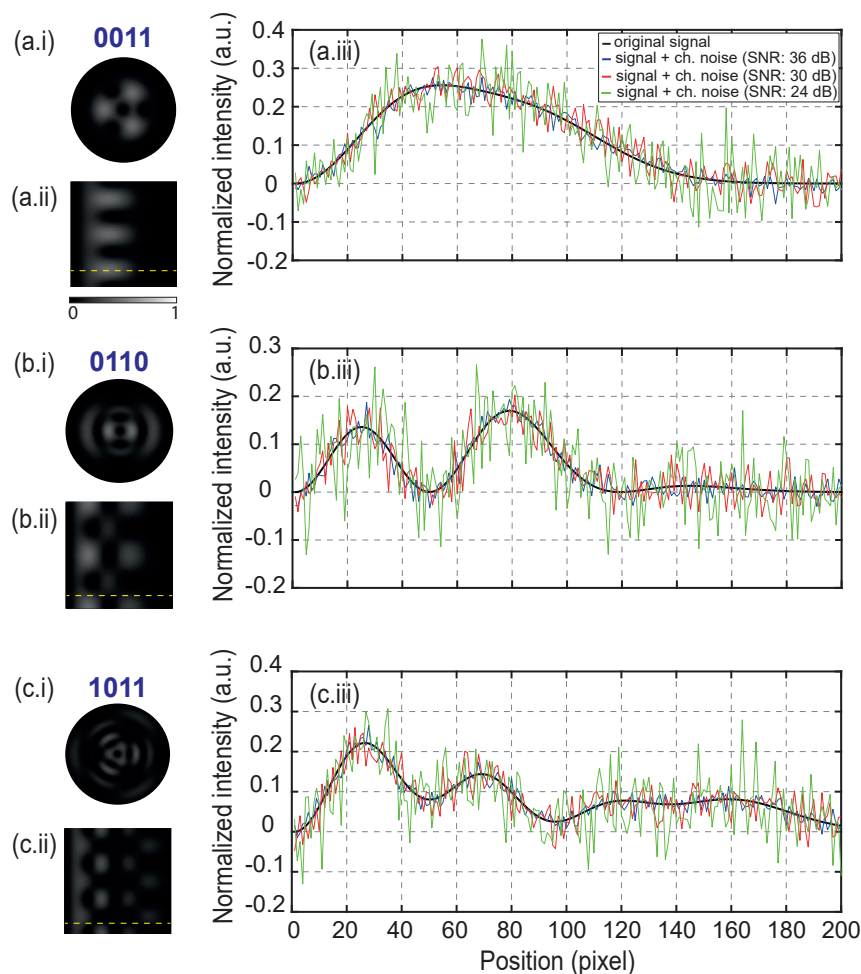 (a.i) 0011
(a.ii)
0 1
Normalized intensity (a.u.)
0.4
0.3
0.2
0.1
0
-0.1
-0.2
(a.iii)
original signal
signal + ch. noise (SNR: 36 dB)
signal + ch. noise (SNR: 30 dB)
signal + ch. noise (SNR: 24 dB)
(b.i) 0110
(b.ii)
Normalized intensity (a.u.)
0.3
0.2
0.1
0
-0.1
-0.2
(b.iii)
(c.i) 1011
(c.ii)
Normalized intensity (a.u.)
0.4
0.3
0.2
0.1
0
-0.1
-0.2
(c.iii)
0 20 40 60 80 100 120 140 160 180 200
Position (pixel)